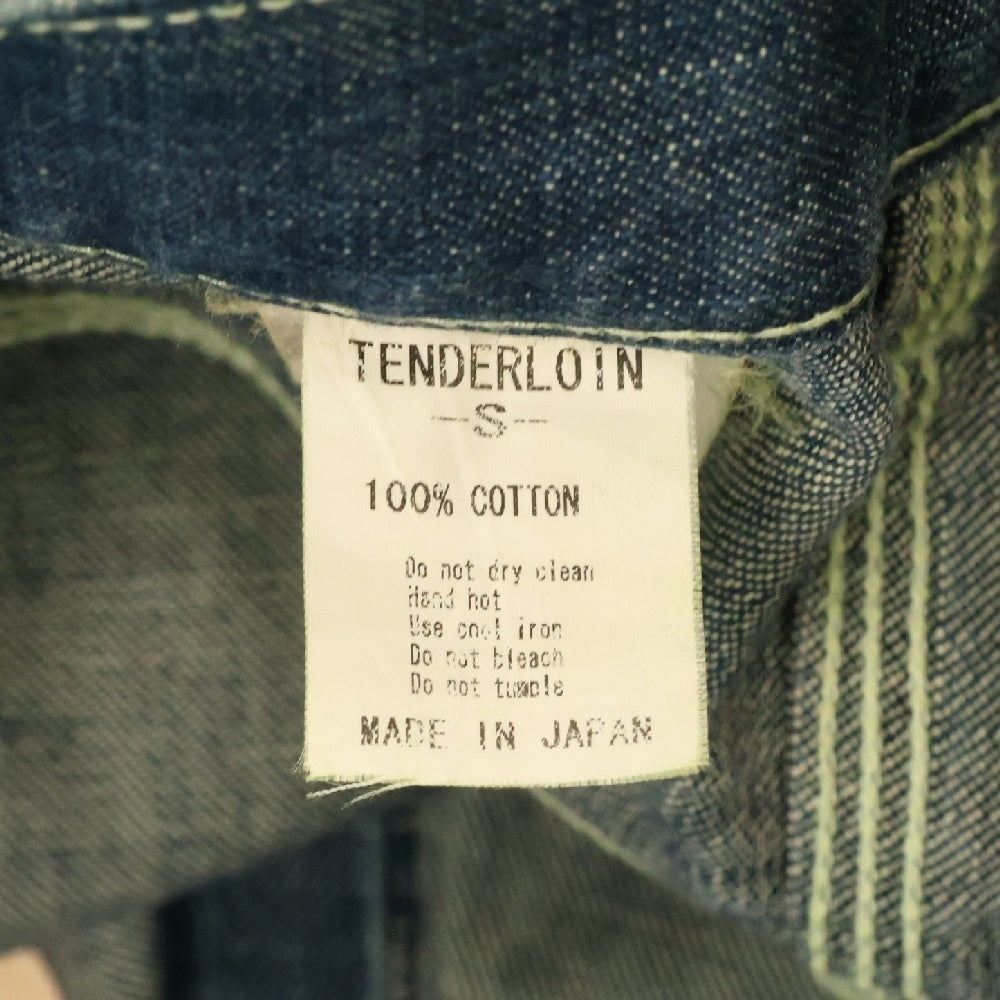 TENDERLOIN
-S-
100% COTTON
Do not dry clean
Hand hot
Use cool iron
Do not bleach
Do not tumble
MADE IN JAPAN